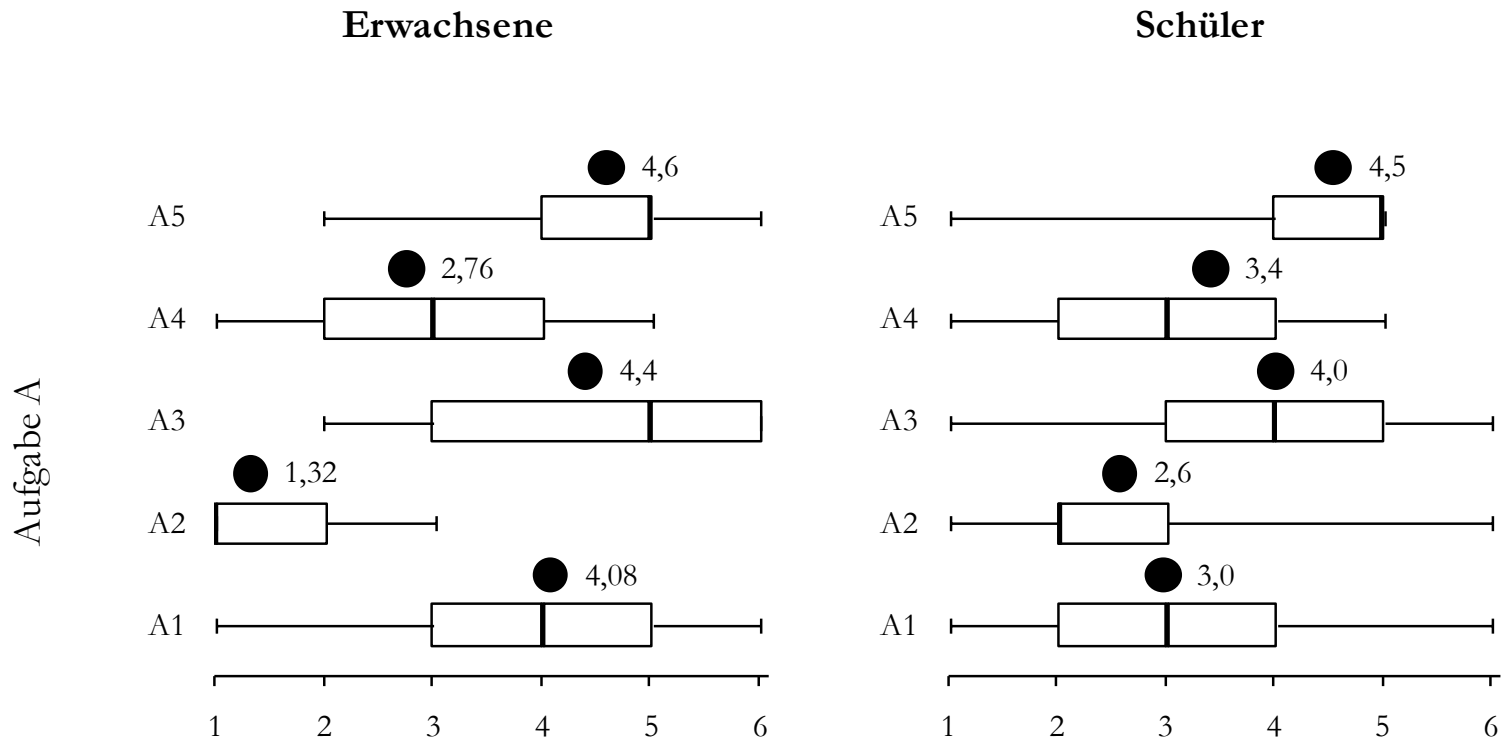 Erwachsene
Schüler
Aufgabe A
4,6
A5
2,76
A4
4,4
A3
1,32
A2
4,08
A1
1 2 3 4 5 6
4,5
A5
3,4
A4
4,0
A3
2,6
A2
3,0
A1
1 2 3 4 5 6